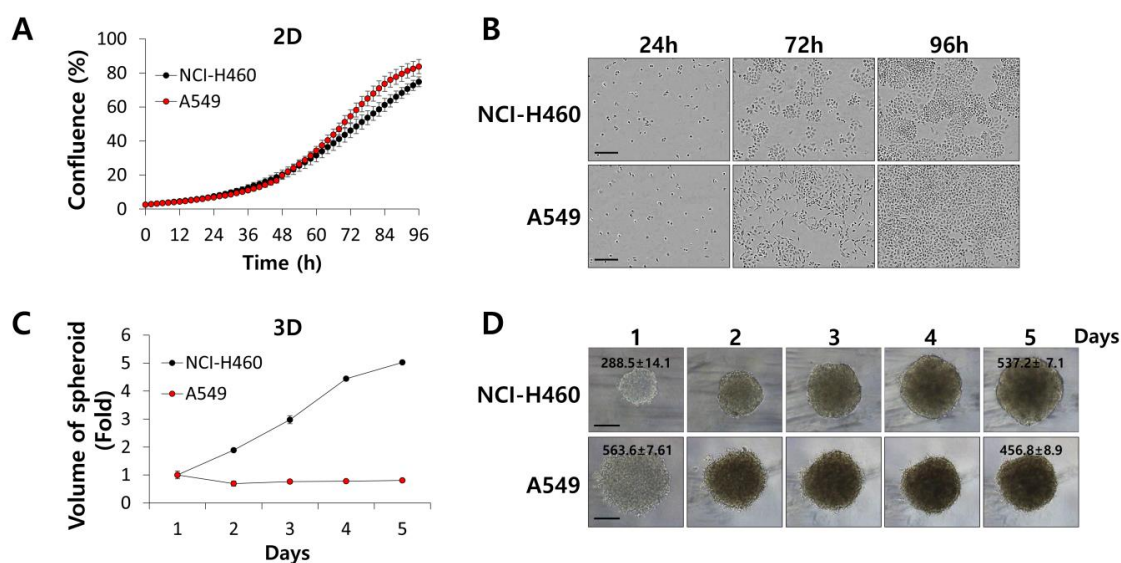 A
2D
Confluence (%)
100
80
60
40
20
0
NCI-H460
A549
0 12 24 36 48 60 72 84 96
Time (h)
B
24h 72h 96h
NCI-H460
A549
C
3D
Volume of spheroid
(Fold)
6
5
4
3
2
1
0
NCI-H460
A549
1 2 3 4 5
Days
D
1 2 3 4 5 Days
NCI-H460
288.5±14.1 537.2± 7.1
A549
563.6±7.61 456.8±8.9